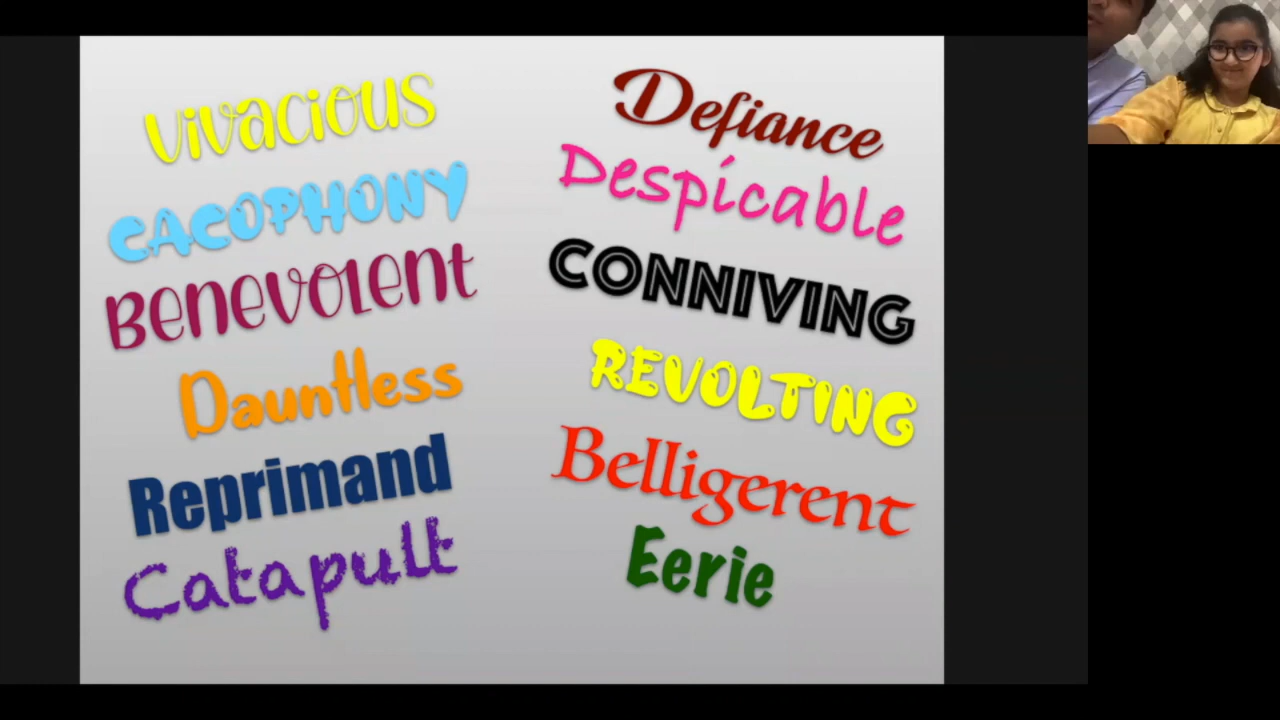 Vivacious
CACOPHONY
Benevolent
Dauntless
Reprimand
Catapult
Defiance
Despicable
CONNIVING
REVOLTING
Belligerent
Eerie